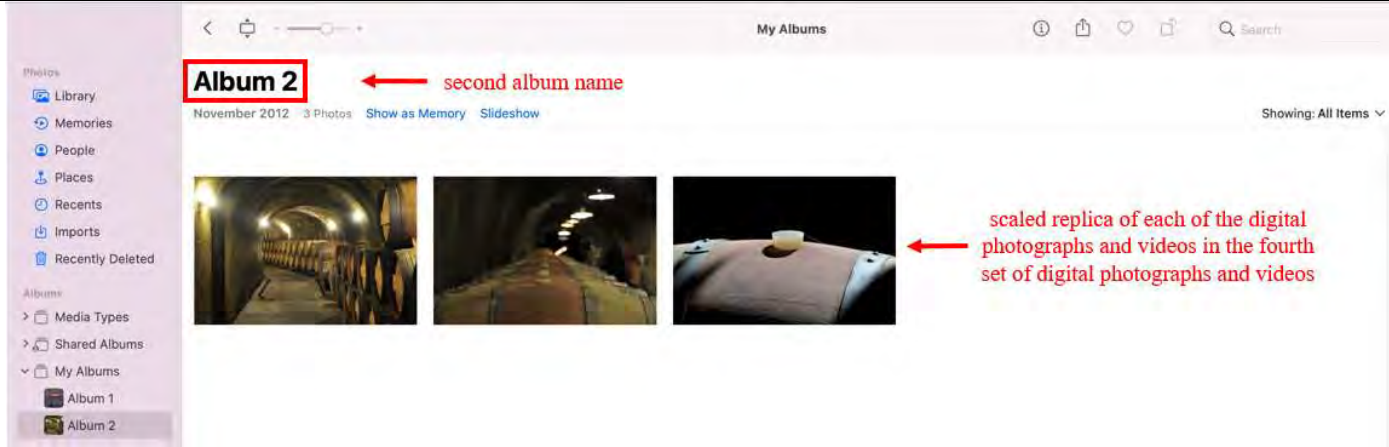 My Albums
Search
Photos
Library
Memories
People
Places
Recents
Imports
Recently Deleted
Albums
Media Types
Shared Albums
My Albums
Album 1
Album 2
Album 2
second album name
November 2012 3 Photos Show as Memory Slideshow
Showing: All Items
scaled replica of each of the digital
photographs and videos in the fourth
set of digital photographs and videos